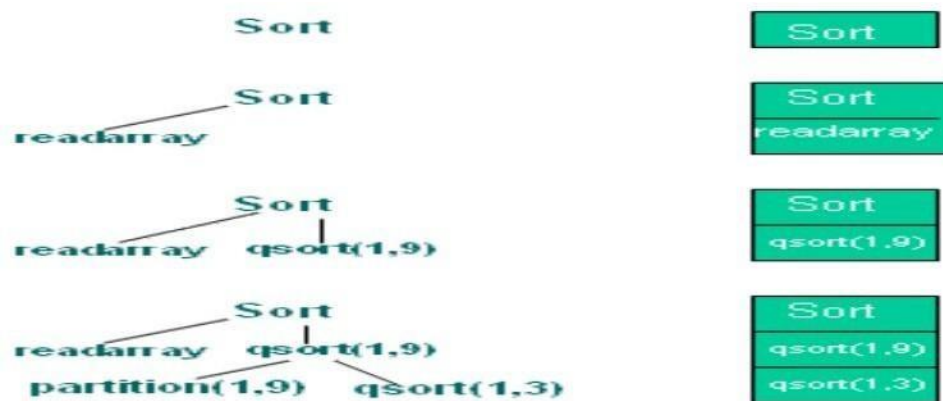 Sort Sort
Sort Sort
readarray readarray
Sort Sort
readarray qsort(1,9) qsort(1,9)
Sort Sort
readarray qsort(1,9) qsort(1,9)
partition(1,9) qsort(1,3) qsort(1,3)